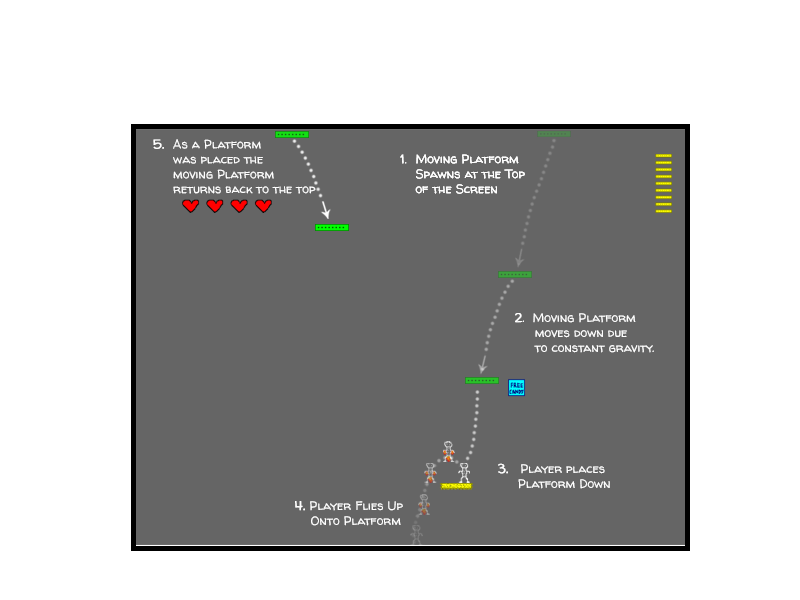 5. As a Platform
was placed the
moving Platform
returns back to the top
1. Moving Platform
Spawns at the Top
of the Screen
2. Moving Platform
moves down due
to constant gravity.
FREE
CANDY
3. Player places
Platform Down
4. Player Flies Up
Onto Platform